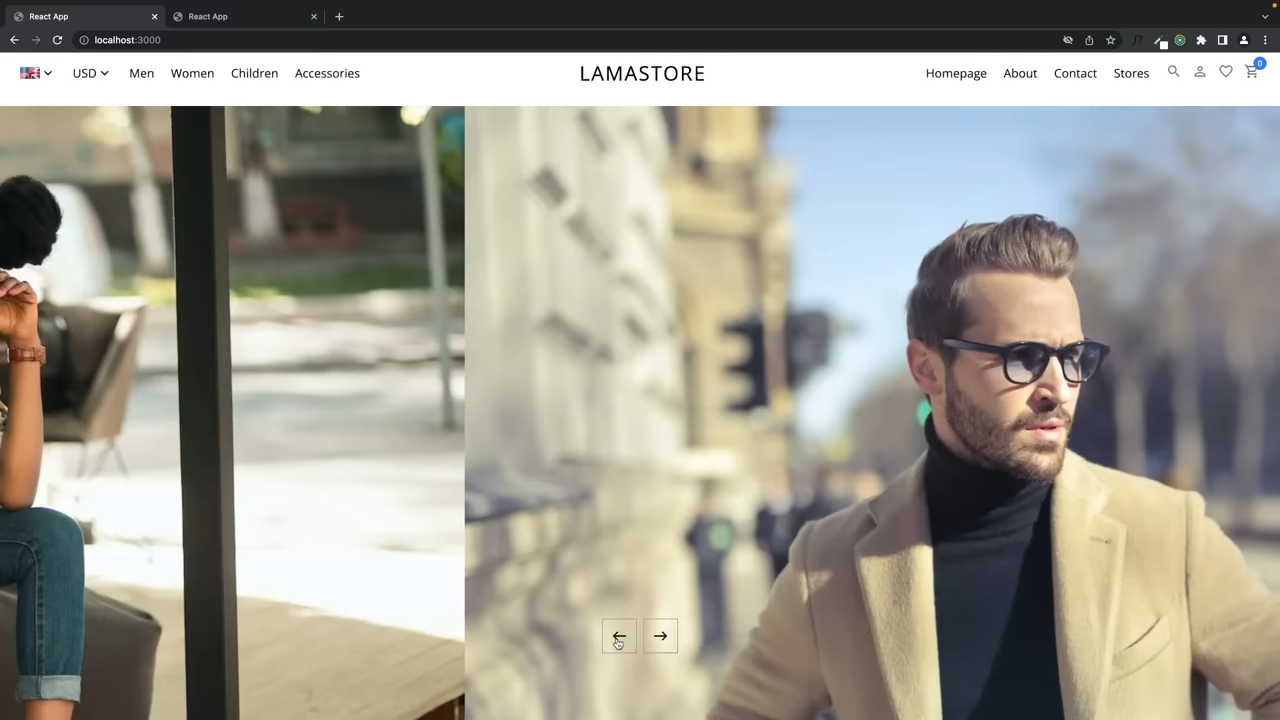 React App
React App
localhost:3000
f?
USD
Men
Women
Children
Accessories
LAMASTORE
Homepage
About
Contact
Stores
0